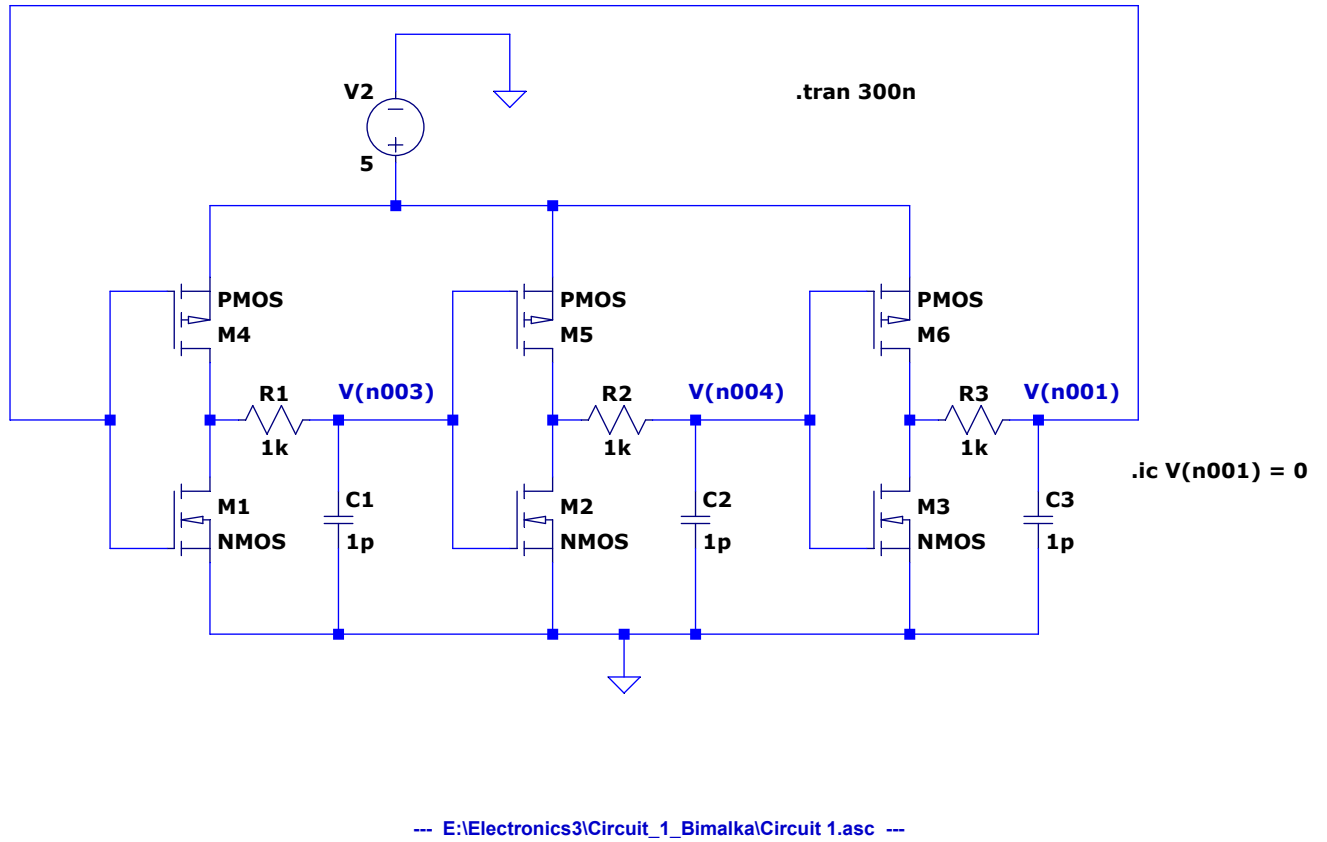 V2
.tran 300n
5
PMOS
M4
PMOS
M5
PMOS
M6
R1
V(n003)
R2
V(n004)
R3
V(n001)
1k
1k
1k
.ic V(n001) = 0
M1
C1
M2
C2
M3
C3
NMOS
1p
NMOS
1p
NMOS
1p
--- E:\Electronics3\Circuit_1_Bimalka\Circuit 1.asc ---